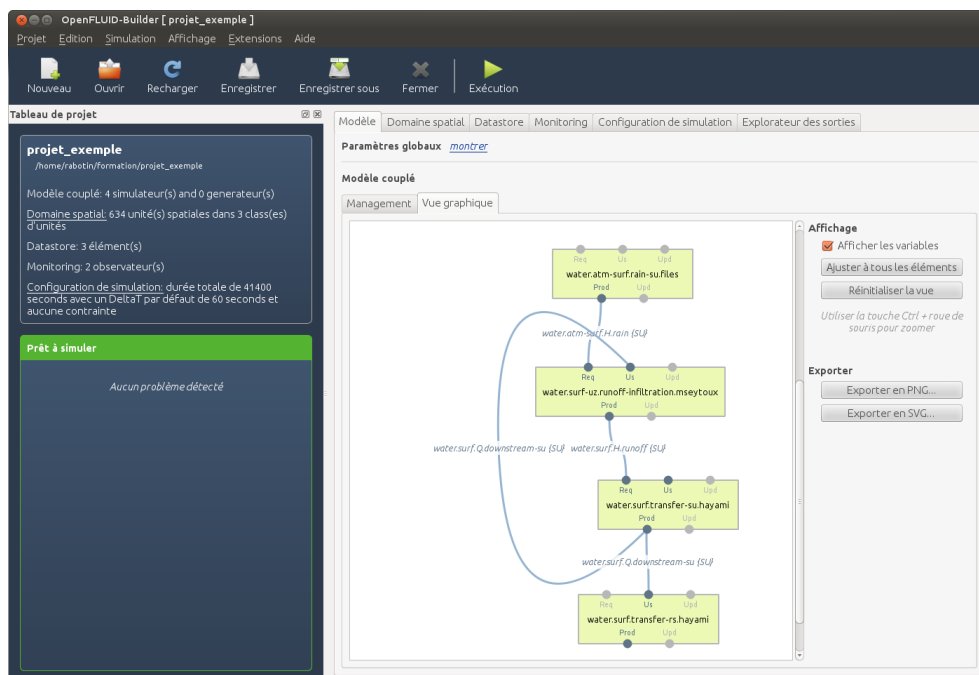 OpenFLUID-Builder [ projet_exemple ]
Projet Edition Simulation Affichage Extensions Aide
Nouveau Ouvrir Recharger Enregistrer Enregistrer sous Fermer Exécution
Tableau de projet
projet_exemple
/home/rabotin/formation/projet_exemple
Modèle couplé: 4 simulateur(s) and 0 generateur(s)
Domaine spatial: 634 unité(s) spatiales dans 3 class(es)
d'unités
Datastore: 3 élément(s)
Monitoring: 2 observateur(s)
Configuration de simulation: durée totale de 41400
secondes avec un DeltaT par défaut de 60 secondes et
aucune contrainte
Prêt à simuler
Aucun problème détecté
Modèle Domaine spatial Datastore Monitoring Configuration de simulation Explorateur des sorties
Paramètres globaux montrer
Modèle couplé
Management Vue graphique
Req Us Upd
water.atm-surf.rain-su.files
Prod Upd
water.atm-surf.H.rain {SU}
Req Us Upd
water.surf-uz.runoff-infiltration.mseytoux
Prod Upd
water.surf.Q.downstream-su {SU} water.surf.H.runoff {SU}
Req Us Upd
water.surf.transfer-su.hayami
Prod Upd
water.surf.Q.downstream-su {SU}
Req Us Upd
water.surf.transfer-rs.hayami
Prod Upd
Affichage
Afficher les variables
Ajuster à tous les éléments
Réinitialiser la vue
Utiliser la touche Ctrl + roue de
souris pour zoomer
Exporter
Exporter en PNG...
Exporter en SVG...